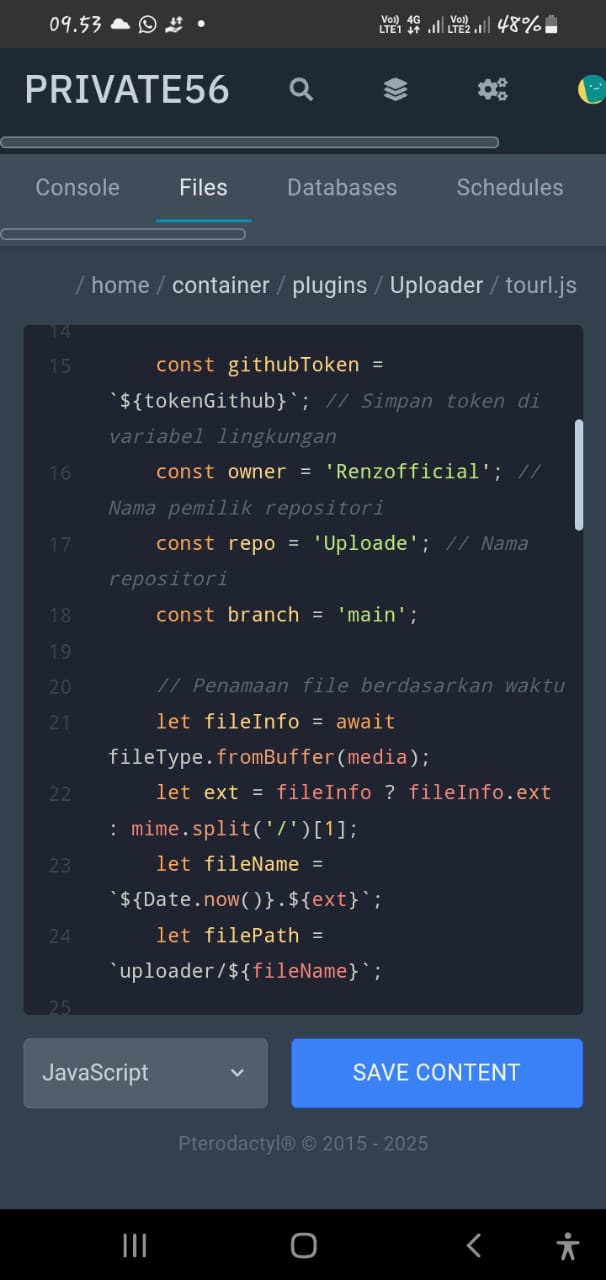 09.53
Vo)) 4G Vo))
LTE1 LTE2 48%
PRIVATE56
Console Files Databases Schedules
/ home / container / plugins / Uploader / tourl.js
14
15 const githubToken =
`${tokenGithub}`; // Simpan token di
variabel lingkungan
16 const owner = 'Renzofficial'; //
Nama pemilik repositori
17 const repo = 'Uploade'; // Nama
repositori
18 const branch = 'main';
19
20 // Penamaan file berdasarkan waktu
21 let fileInfo = await
fileType.fromBuffer(media);
22 let ext = fileInfo ? fileInfo.ext
: mime.split('/')[1];
23 let fileName =
`${Date.now()}.${ext}`;
24 let filePath =
`uploader/${fileName}`;
25
JavaScript SAVE CONTENT
Pterodactyl® © 2015 - 2025